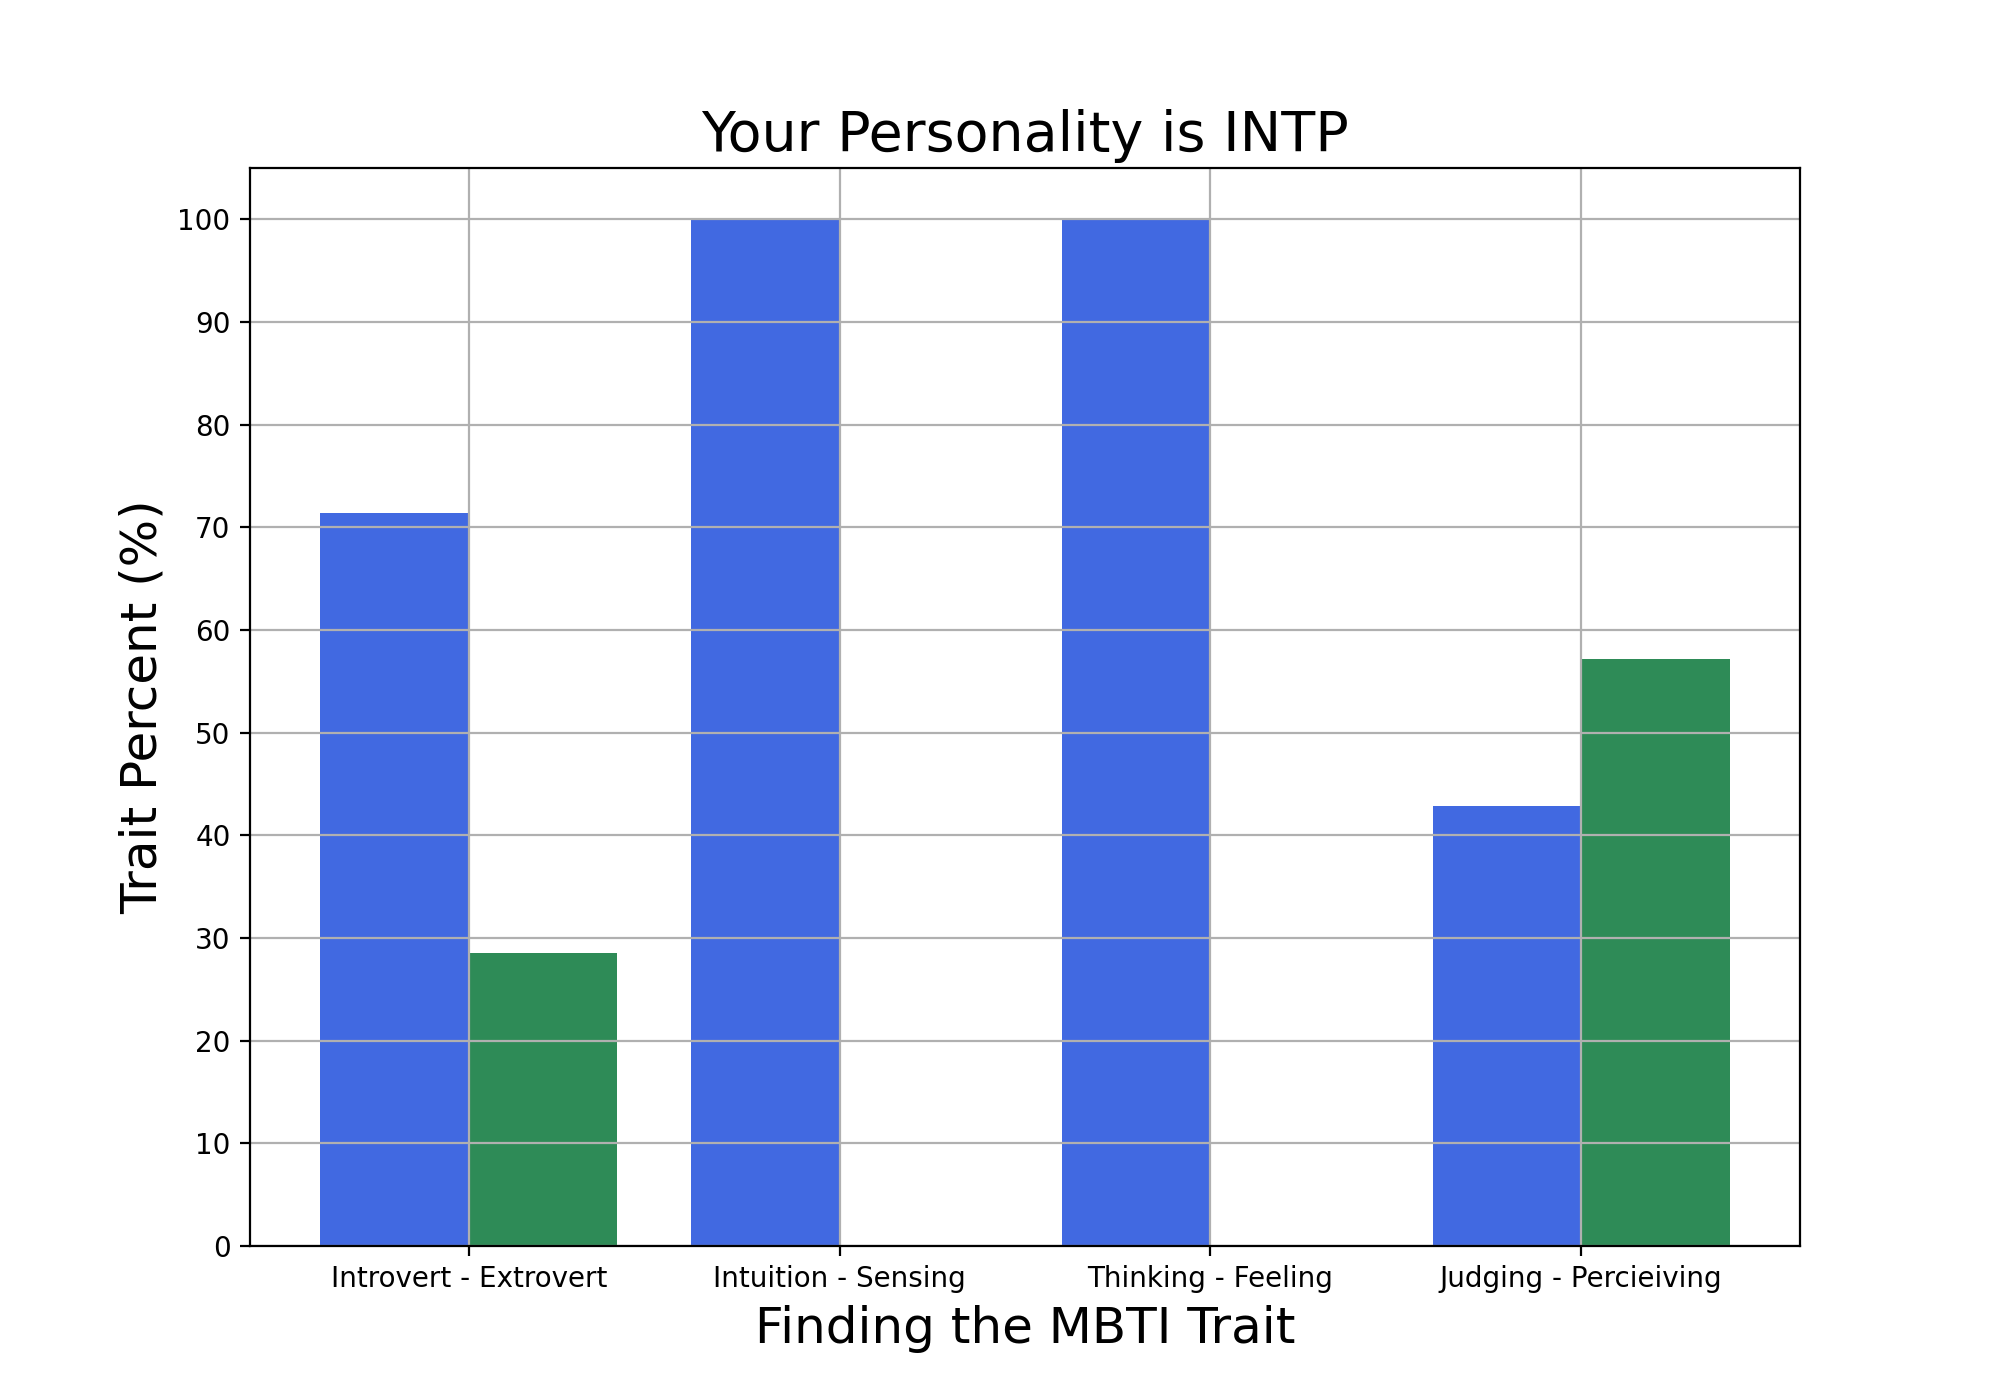 Your Personality is INTP
Trait Percent (%)
100
90
80
70
60
50
40
30
20
10
0
Introvert - Extrovert
Intuition - Sensing
Thinking - Feeling
Judging - Percieiving
Finding the MBTI Trait